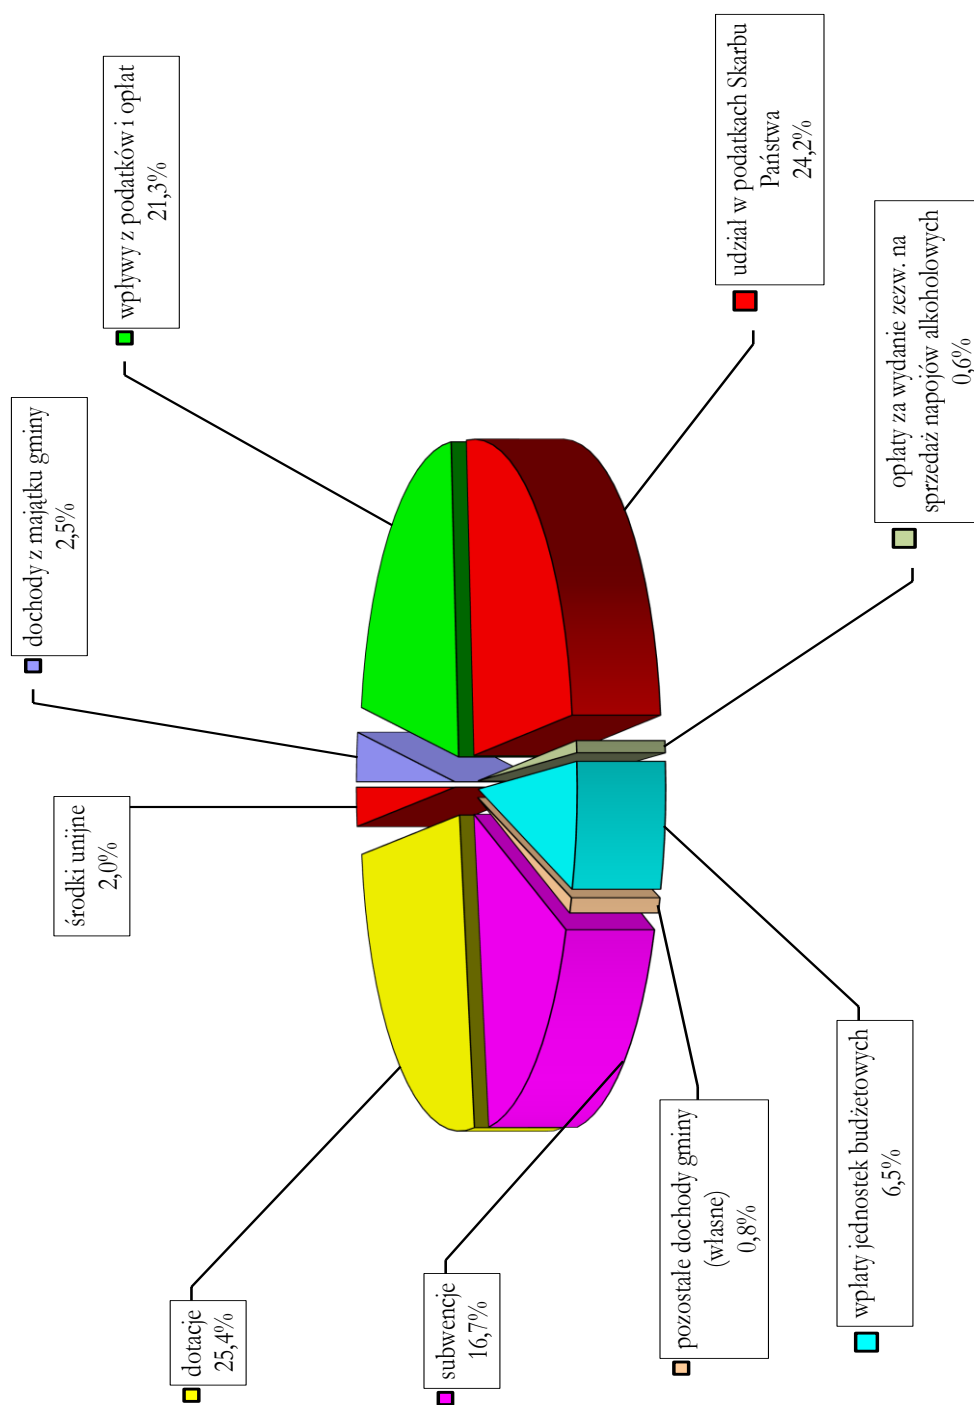 dotacje
25,4%
środki unijne
2,0%
dochody z majątku gminy
2,5%
wpływy z podatków i opłat
21,3%
subwencje
16,7%
pozostałe dochody gminy
(własne)
0,8%
wpłaty jednostek budżetowych
6,5%
opłaty za wydanie zezw. na
sprzedaż napojów alkoholowych
0,6%
udział w podatkach Skarbu
Państwa
24,2%